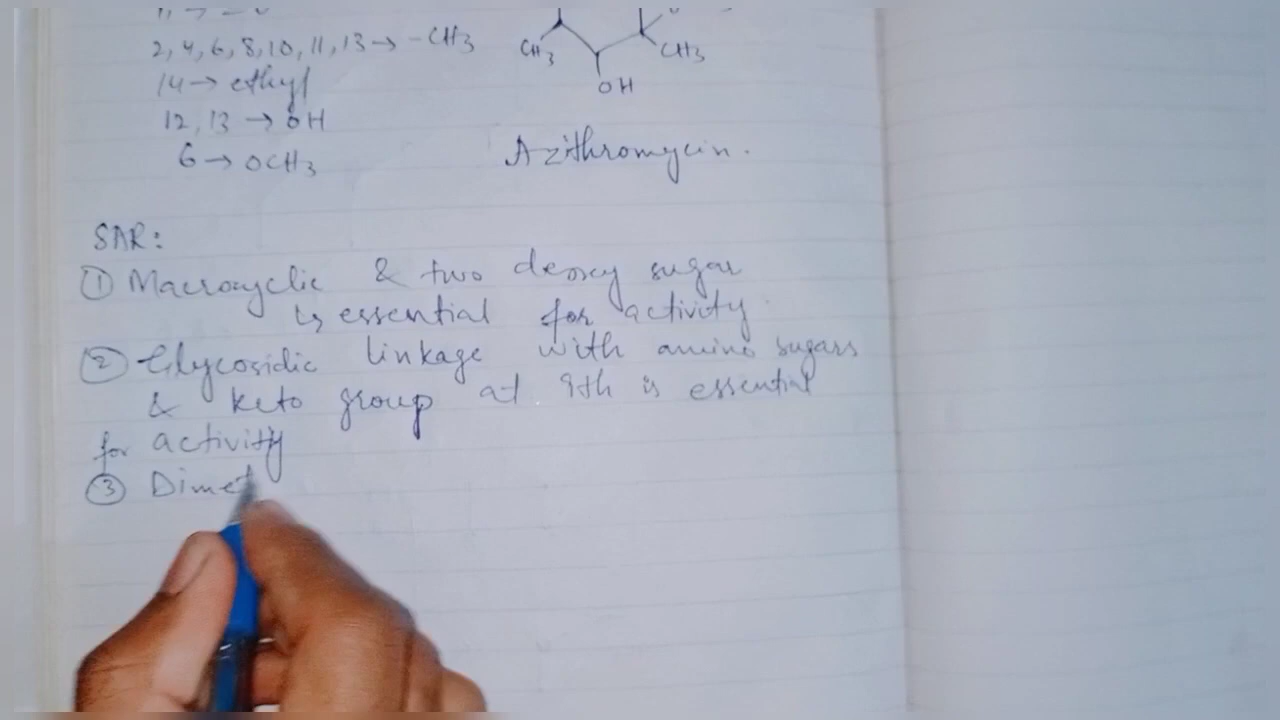 2, 4, 6, 8, 10, 11, 13 → -CH3
14 → ethyl
12, 13 → OH
6 → OCH3
CH3
CH3
OH
Azithromycin.
SAR:
① Macrocyclic & two deoxy sugar
↳ essential for activity.
② Glycosidic linkage with amino sugars
& keto group at 9th is essential
for activity
③ Dimet